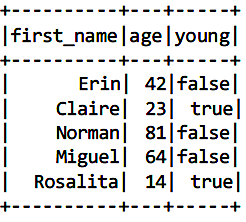 +----------+---+-----+
|first_name|age|young|
+----------+---+-----+
|      Erin| 42|false|
|    Claire| 23| true|
|    Norman| 81|false|
|    Miguel| 64|false|
|  Rosalita| 14| true|
+----------+---+-----+